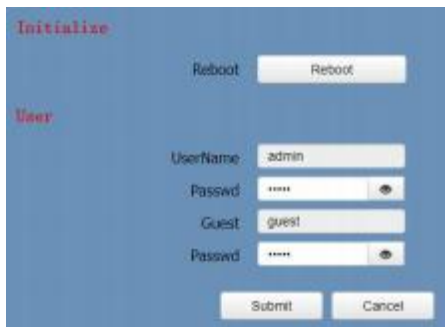 Initialize
Reboot Reboot
User
UserName admin
Passwd •••••
Guest guest
Passwd •••••
Submit Cancel